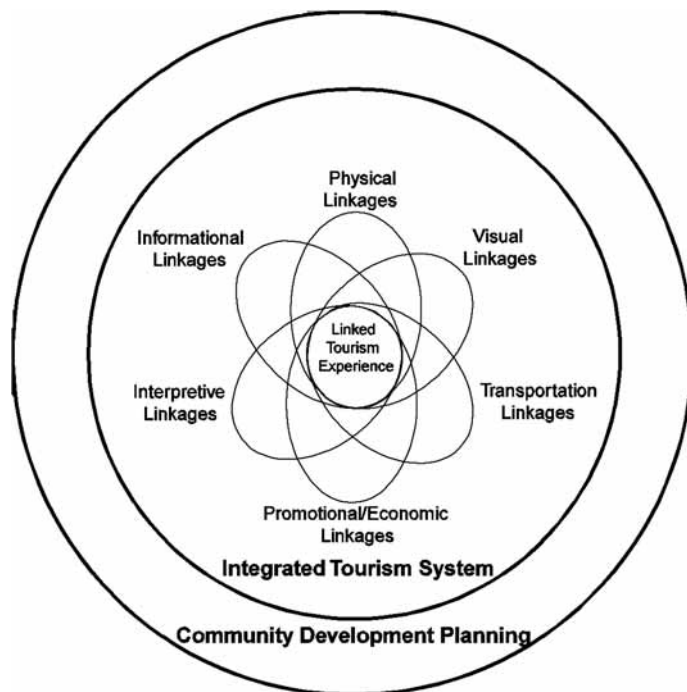 Physical
Linkages
Informational
Linkages
Visual
Linkages
Linked
Tourism
Experience
Interpretive
Linkages
Transportation
Linkages
Promotional/Economic
Linkages
Integrated Tourism System
Community Development Planning